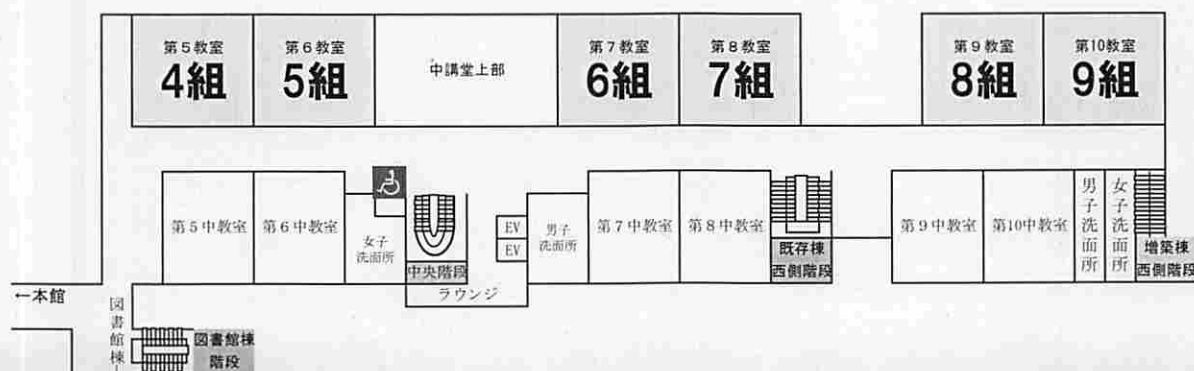 第5教室
4組
第6教室
5組
中講堂上部
第7教室
6組
第8教室
7組
第9教室
8組
第10教室
9組
第5中教室
第6中教室
女子
洗面所
中央階段
EV
EV
男子
洗面所
第7中教室
第8中教室
既存棟
西側階段
第9中教室
第10中教室
男子洗面所
女子洗面所
増築棟
西側階段
ラウンジ
←本館
図書館棟
図書館棟
階段